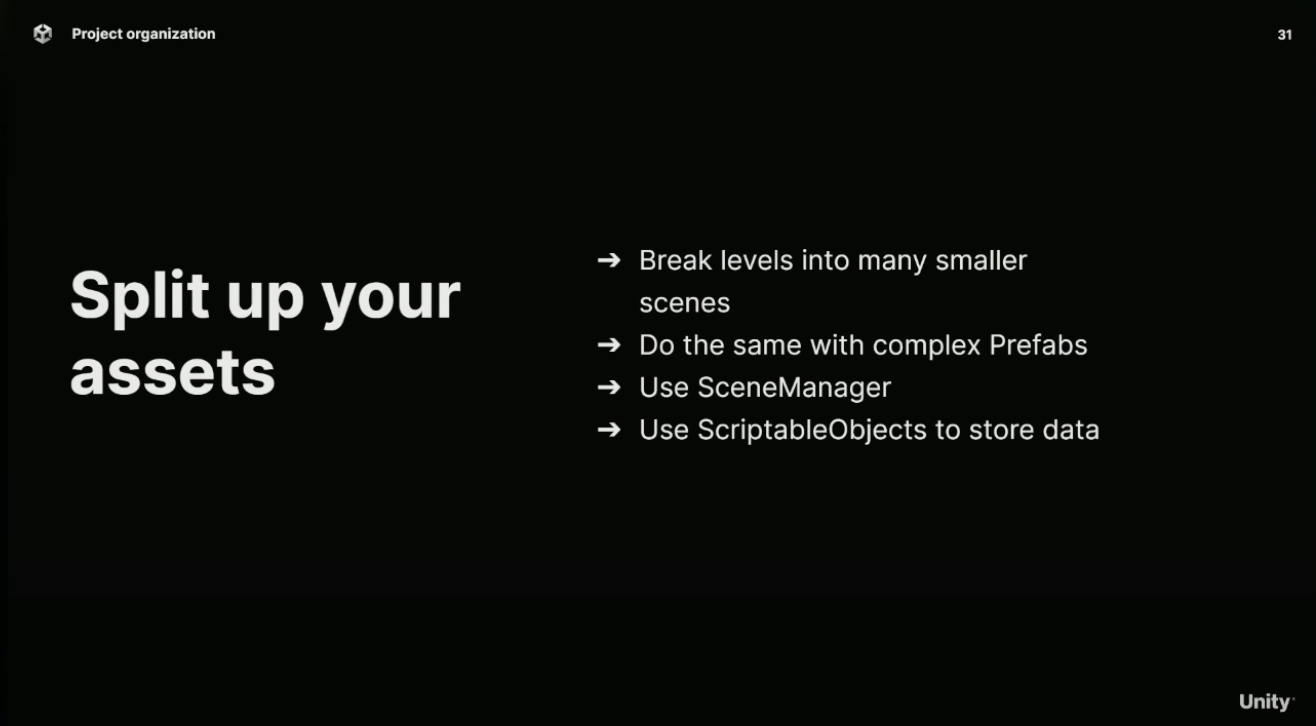 Project organization
31
Split up your
assets
➔ Break levels into many smaller
scenes
➔ Do the same with complex Prefabs
➔ Use SceneManager
➔ Use ScriptableObjects to store data
Unity